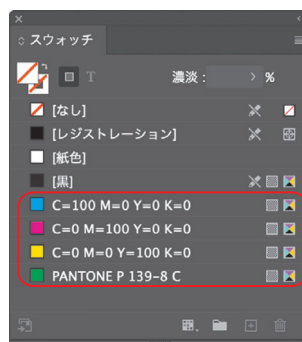 スウォッチ
T
濃淡 : > %
[なし]
[レジストレーション]
[紙色]
[黒]
C=100 M=0 Y=0 K=0
C=0 M=100 Y=0 K=0
C=0 M=0 Y=100 K=0
PANTONE P 139-8 C